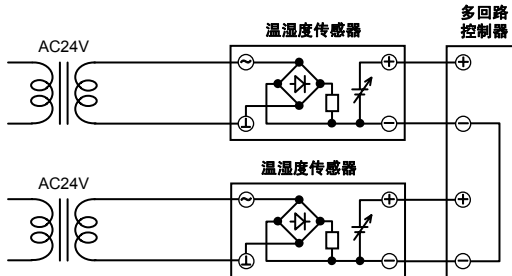 多回路
控制器
温湿度传感器
AC24V
~ + +
⊥ − −
温湿度传感器
AC24V
~ + +
⊥ − −